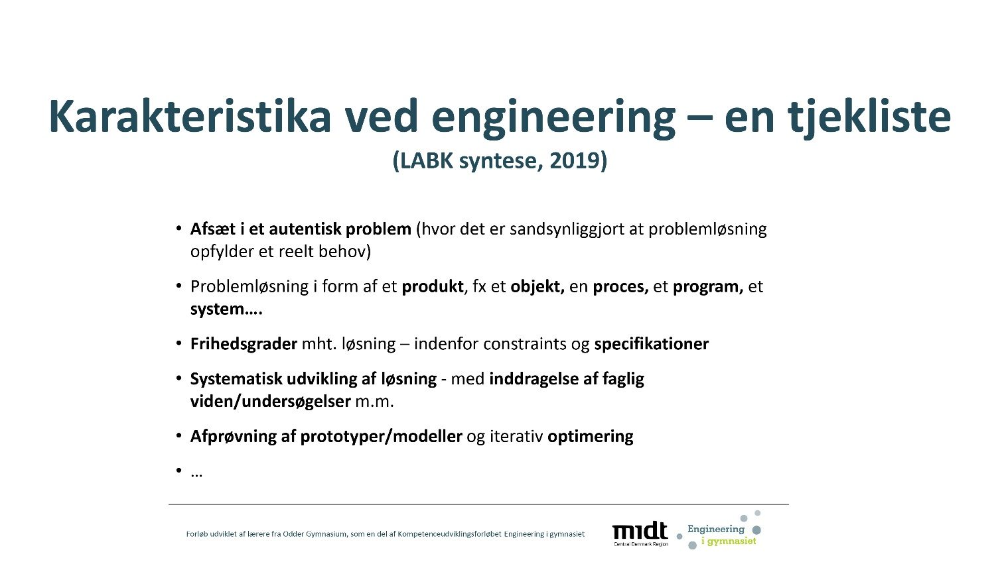 Karakteristika ved engineering – en tjekliste
(LABK syntese, 2019)
• Afsæt i et autentisk problem (hvor det er sandsynliggjort at problemløsning
opfylder et reelt behov)
• Problemløsning i form af et produkt, fx et objekt, en proces, et program, et
system….
• Frihedsgrader mht. løsning – indenfor constraints og specifikationer
• Systematisk udvikling af løsning - med inddragelse af faglig
viden/undersøgelser m.m.
• Afprøvning af prototyper/modeller og iterativ optimering
• …
Forløb udviklet af lærere fra Odder Gymnasium, som en del af Kompetenceudviklingsforløbet Engineering i gymnasiet
midt
Central Denmark Region
Engineering
i gymnasiet